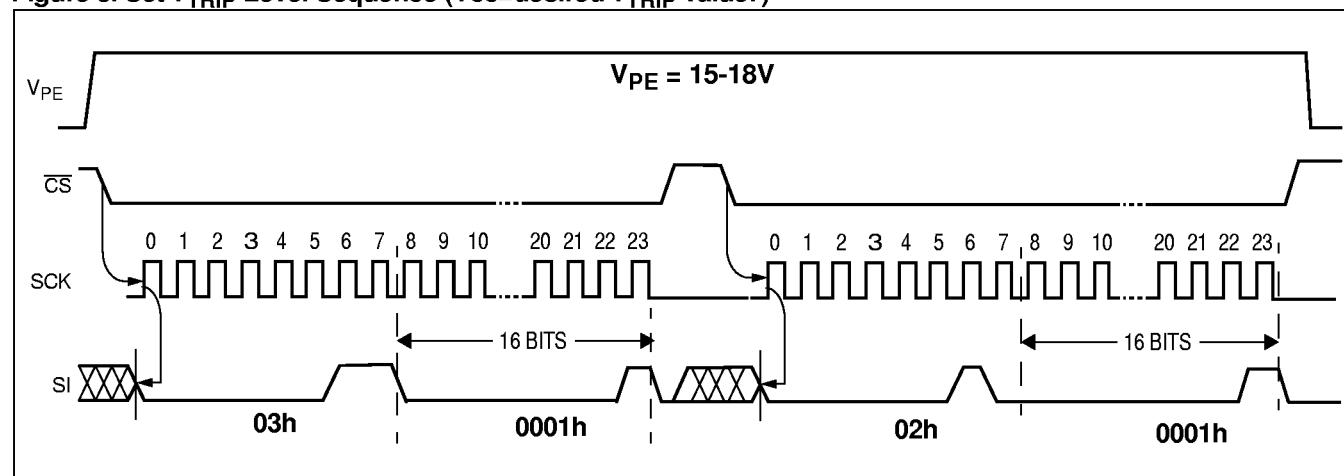 V_PE = 15-18V
V_PE
CS
0 1 2 3 4 5 6 7 8 9 10 20 21 22 23 0 1 2 3 4 5 6 7 8 9 10 20 21 22 23
SCK
16 BITS 16 BITS
SI
03h 0001h 02h 0001h